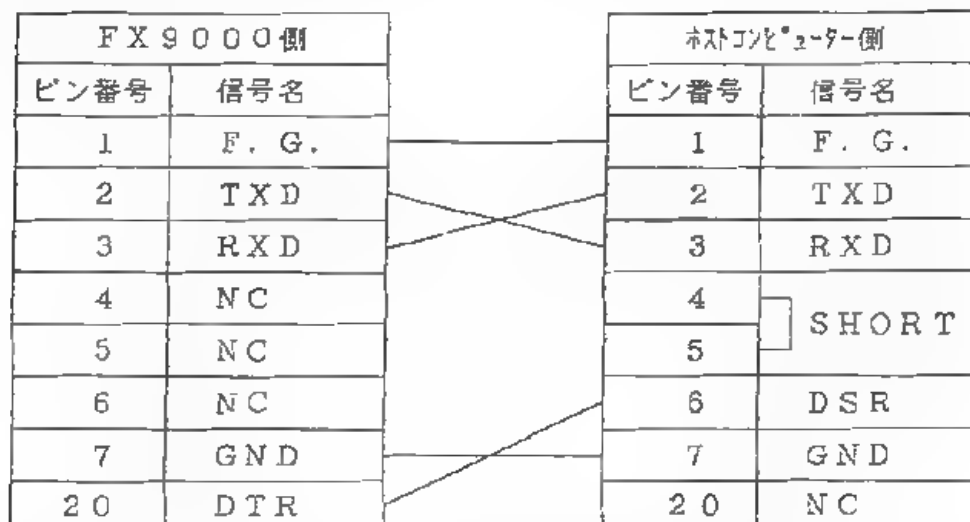 FX9000側 ホストコンピューター側
ピン番号 信号名 ピン番号 信号名
1 F.G. 1 F.G.
2 TXD 2 TXD
3 RXD 3 RXD
4 NC 4
SHORT
5 NC 5
6 NC 6 DSR
7 GND 7 GND
20 DTR 20 NC